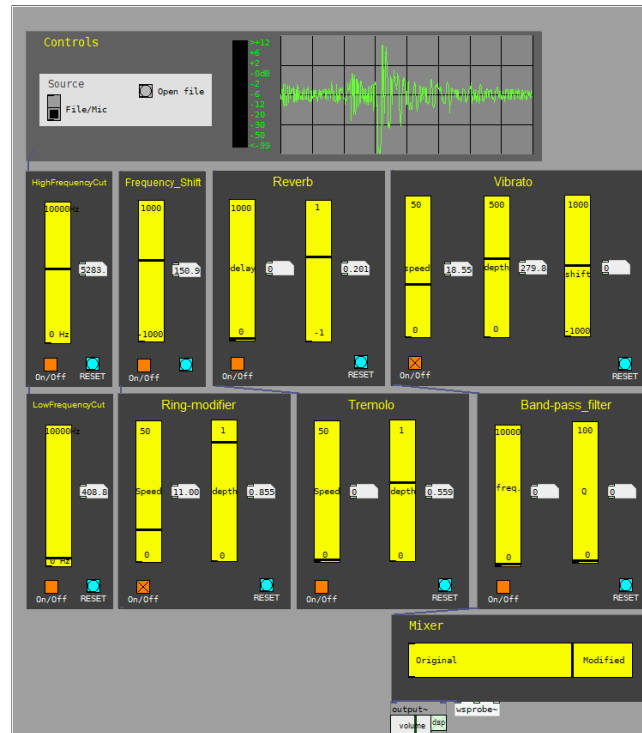 Controls
Source
File/Mic
Open file
>+12
+6
+2
-0dB
-2
-6
-12
-20
-30
-50
<-99
HighFrequencyCut
10000Hz
5283.
0 Hz
On/Off
RESET
Frequency_Shift
1000
150.9
-1000
Reverb
1000
delay
0
0
On/Off
1
0.201
-1
RESET
Vibrato
50
speed
18.55
0
On/Off
500
depth
279.8
0
1000
shift
0
-1000
RESET
LowFrequencyCut
10000Hz
408.8
0 Hz
On/Off
RESET
Ring-modifier
50
Speed
11.00
0
On/Off
1
depth
0.855
0
RESET
Tremolo
50
Speed
0
0
On/Off
1
depth
0.559
0
RESET
Band-pass_filter
10000
freq.
0
0
On/Off
100
Q
0
0
RESET
Mixer
Original
Modified
output~
wsprobe~
volume
dsp